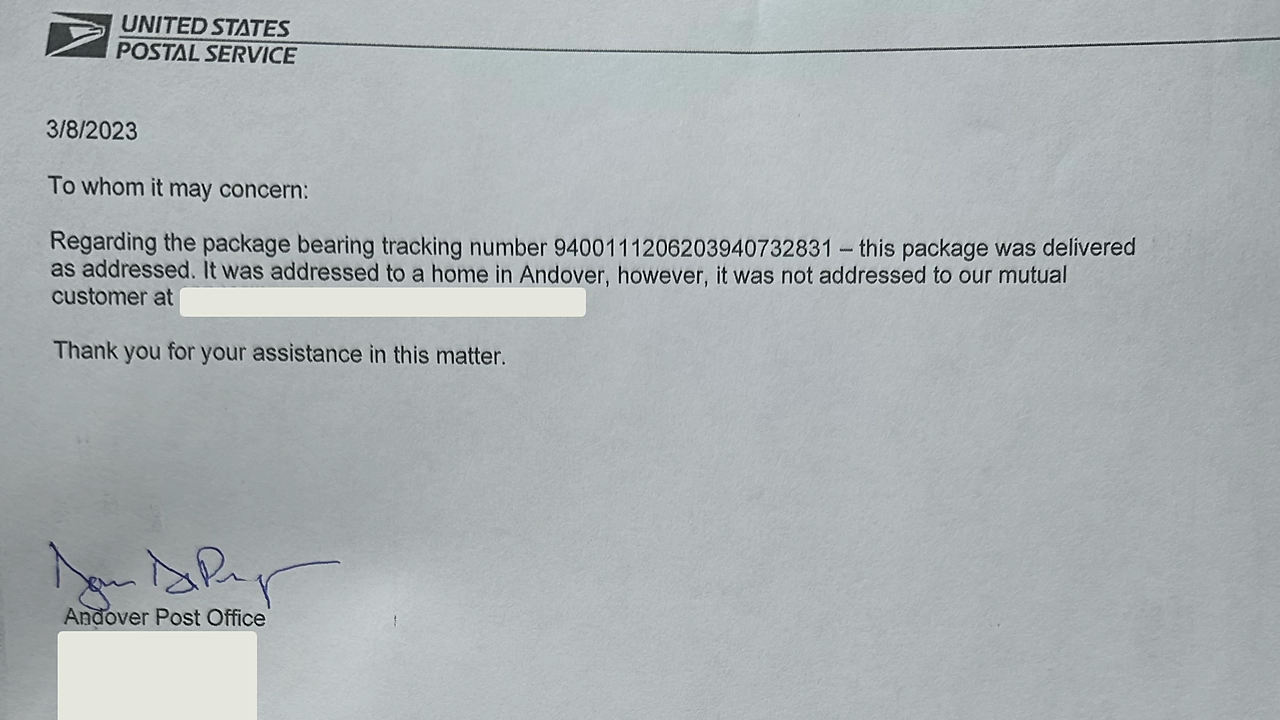 UNITED STATES
POSTAL SERVICE
3/8/2023
To whom it may concern:
Regarding the package bearing tracking number 9400111206203940732831 – this package was delivered
as addressed. It was addressed to a home in Andover, however, it was not addressed to our mutual
customer at
Thank you for your assistance in this matter.
Andover Post Office